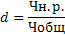 d = Чн. р. / Чобщ